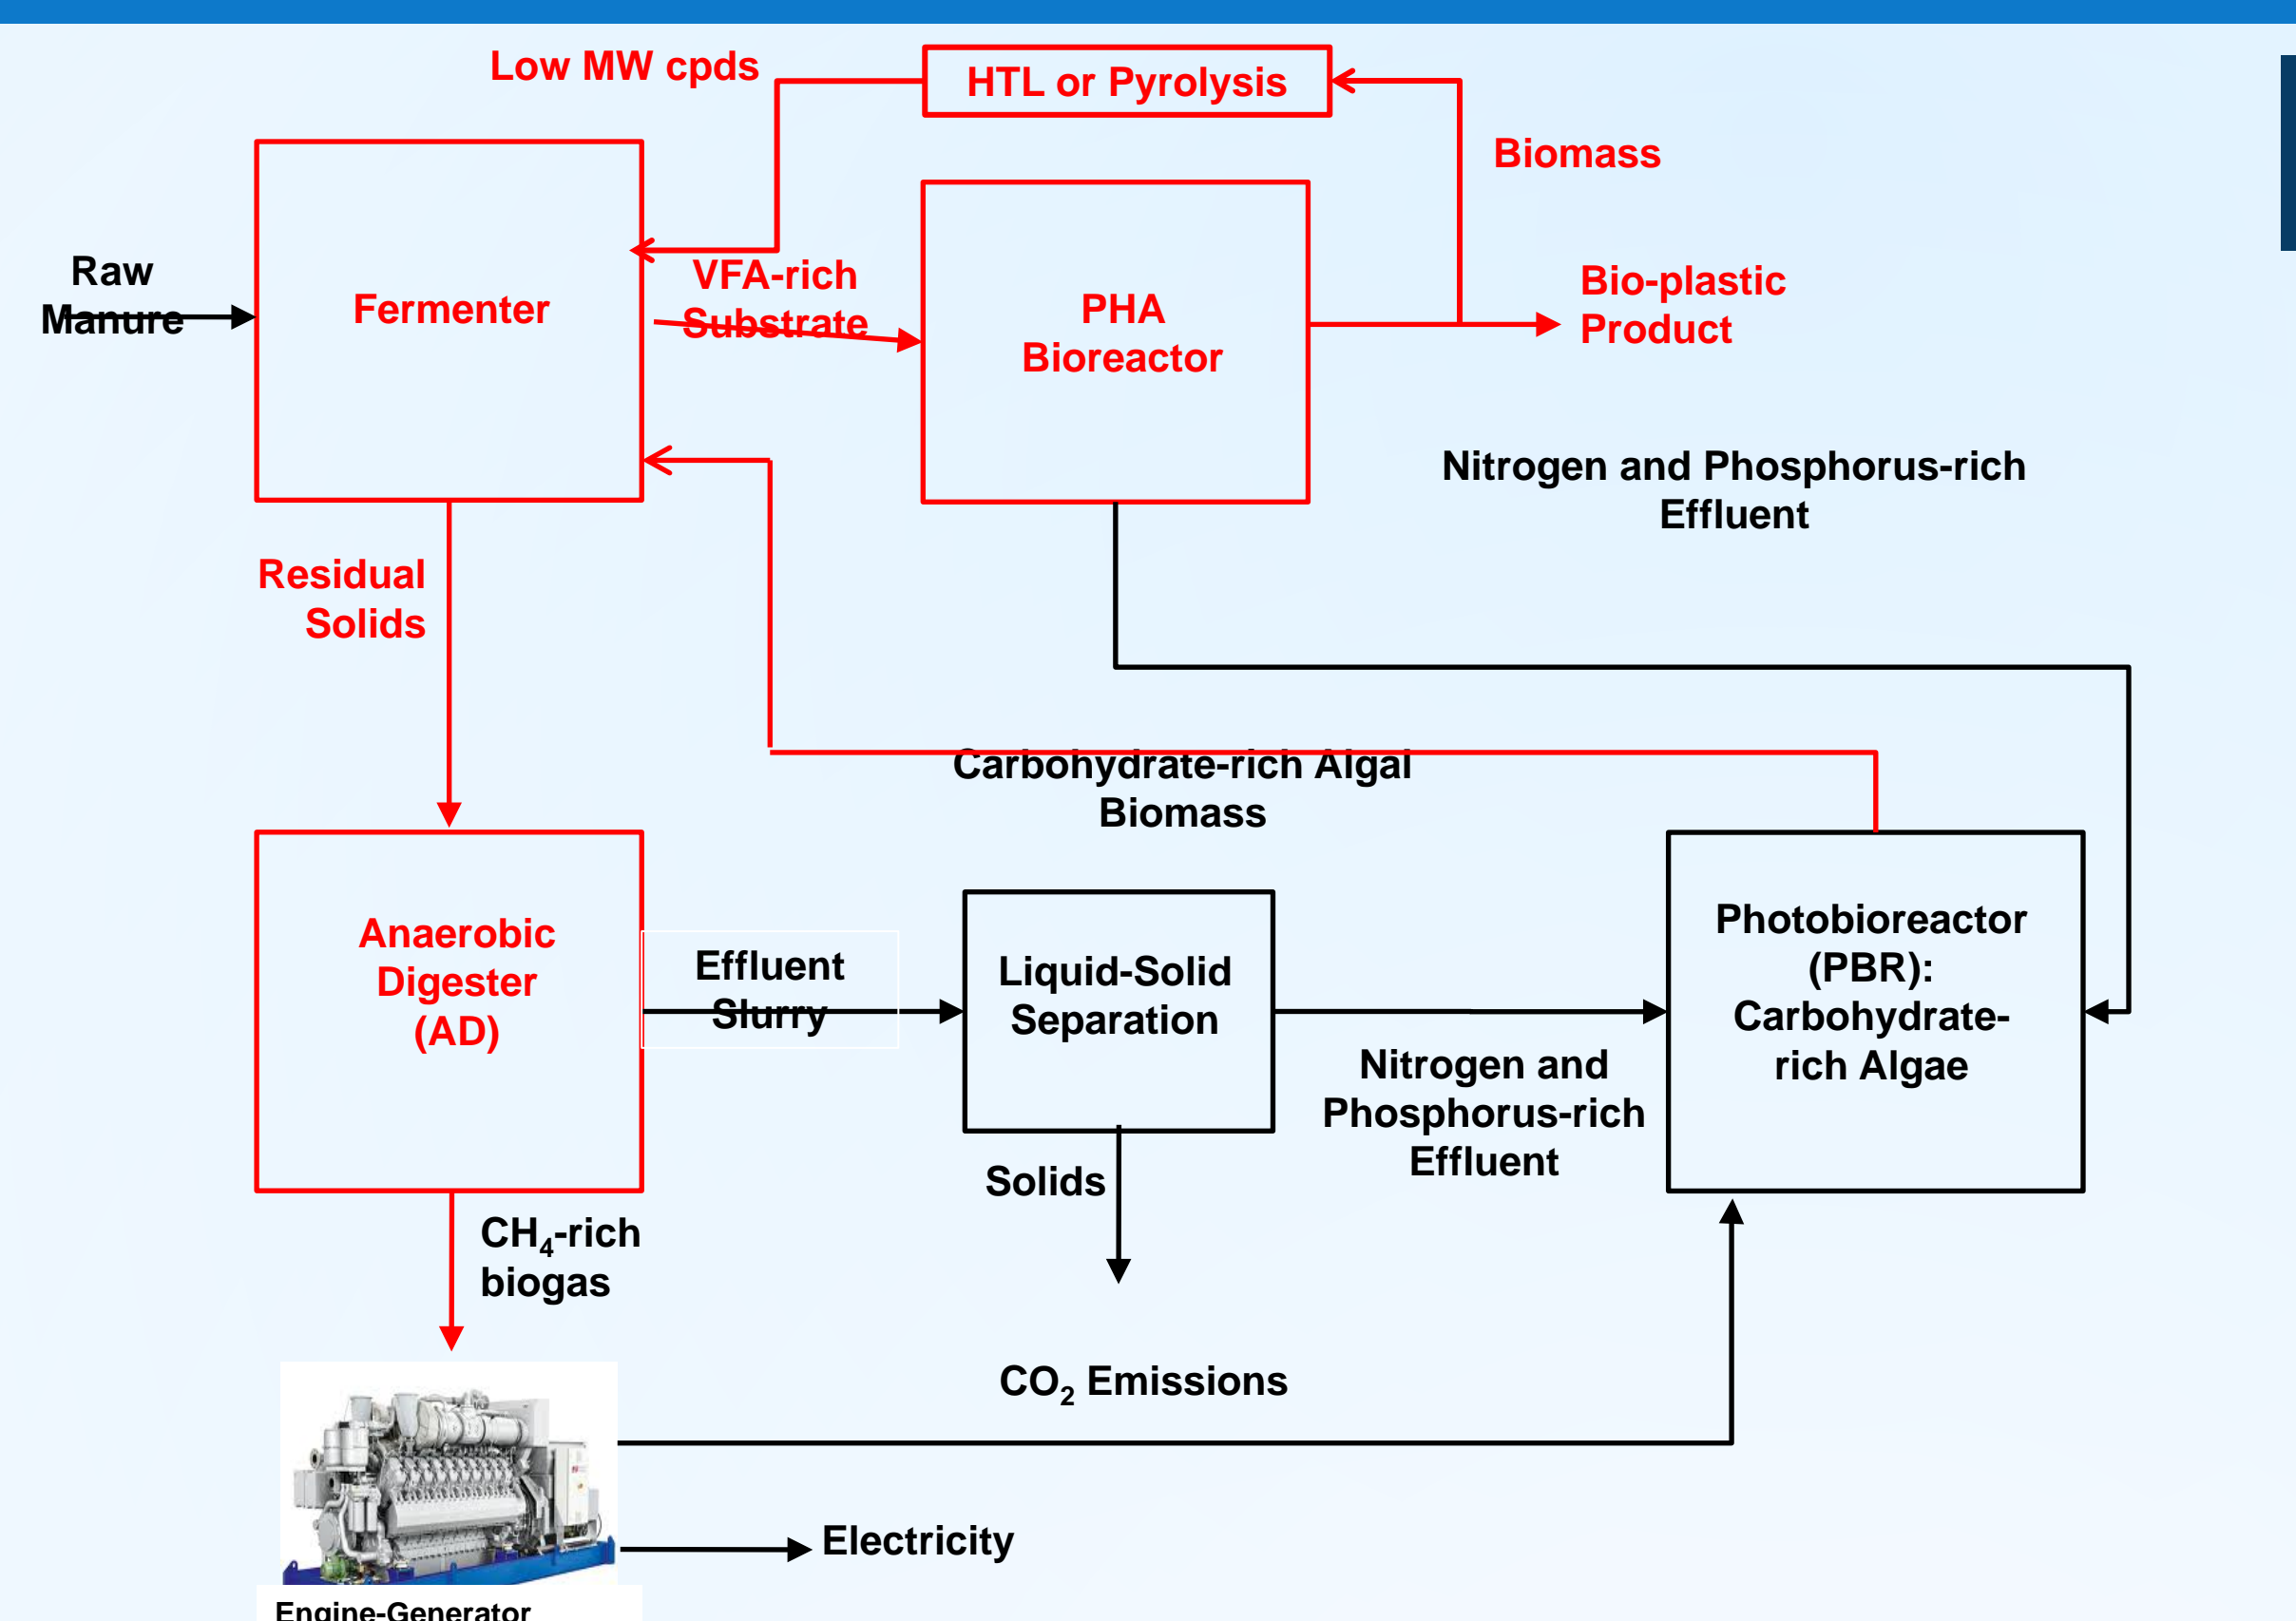 Low MW cpds
HTL or Pyrolysis
Biomass
Raw
Manure
Fermenter
VFA-rich
Substrate
PHA
Bioreactor
Bio-plastic
Product
Nitrogen and Phosphorus-rich
Effluent
Residual
Solids
Carbohydrate-rich Algal
Biomass
Anaerobic
Digester
(AD)
Effluent
Slurry
Liquid-Solid
Separation
Photobioreactor
(PBR):
Carbohydrate-
rich Algae
Nitrogen and
Phosphorus-rich
Effluent
Solids
CH₄-rich
biogas
CO₂ Emissions
Electricity
Engine-Generator